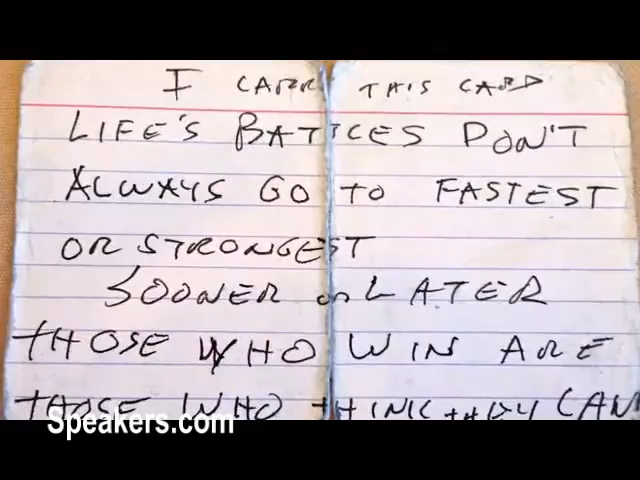 I CARRY THIS CARD
LIFE'S BATTLES DON'T
ALWAYS GO TO FASTEST
OR STRONGEST
SOONER OR LATER
THOSE WHO WIN ARE
THOSE WHO THINK THEY CAN
Speakers.com